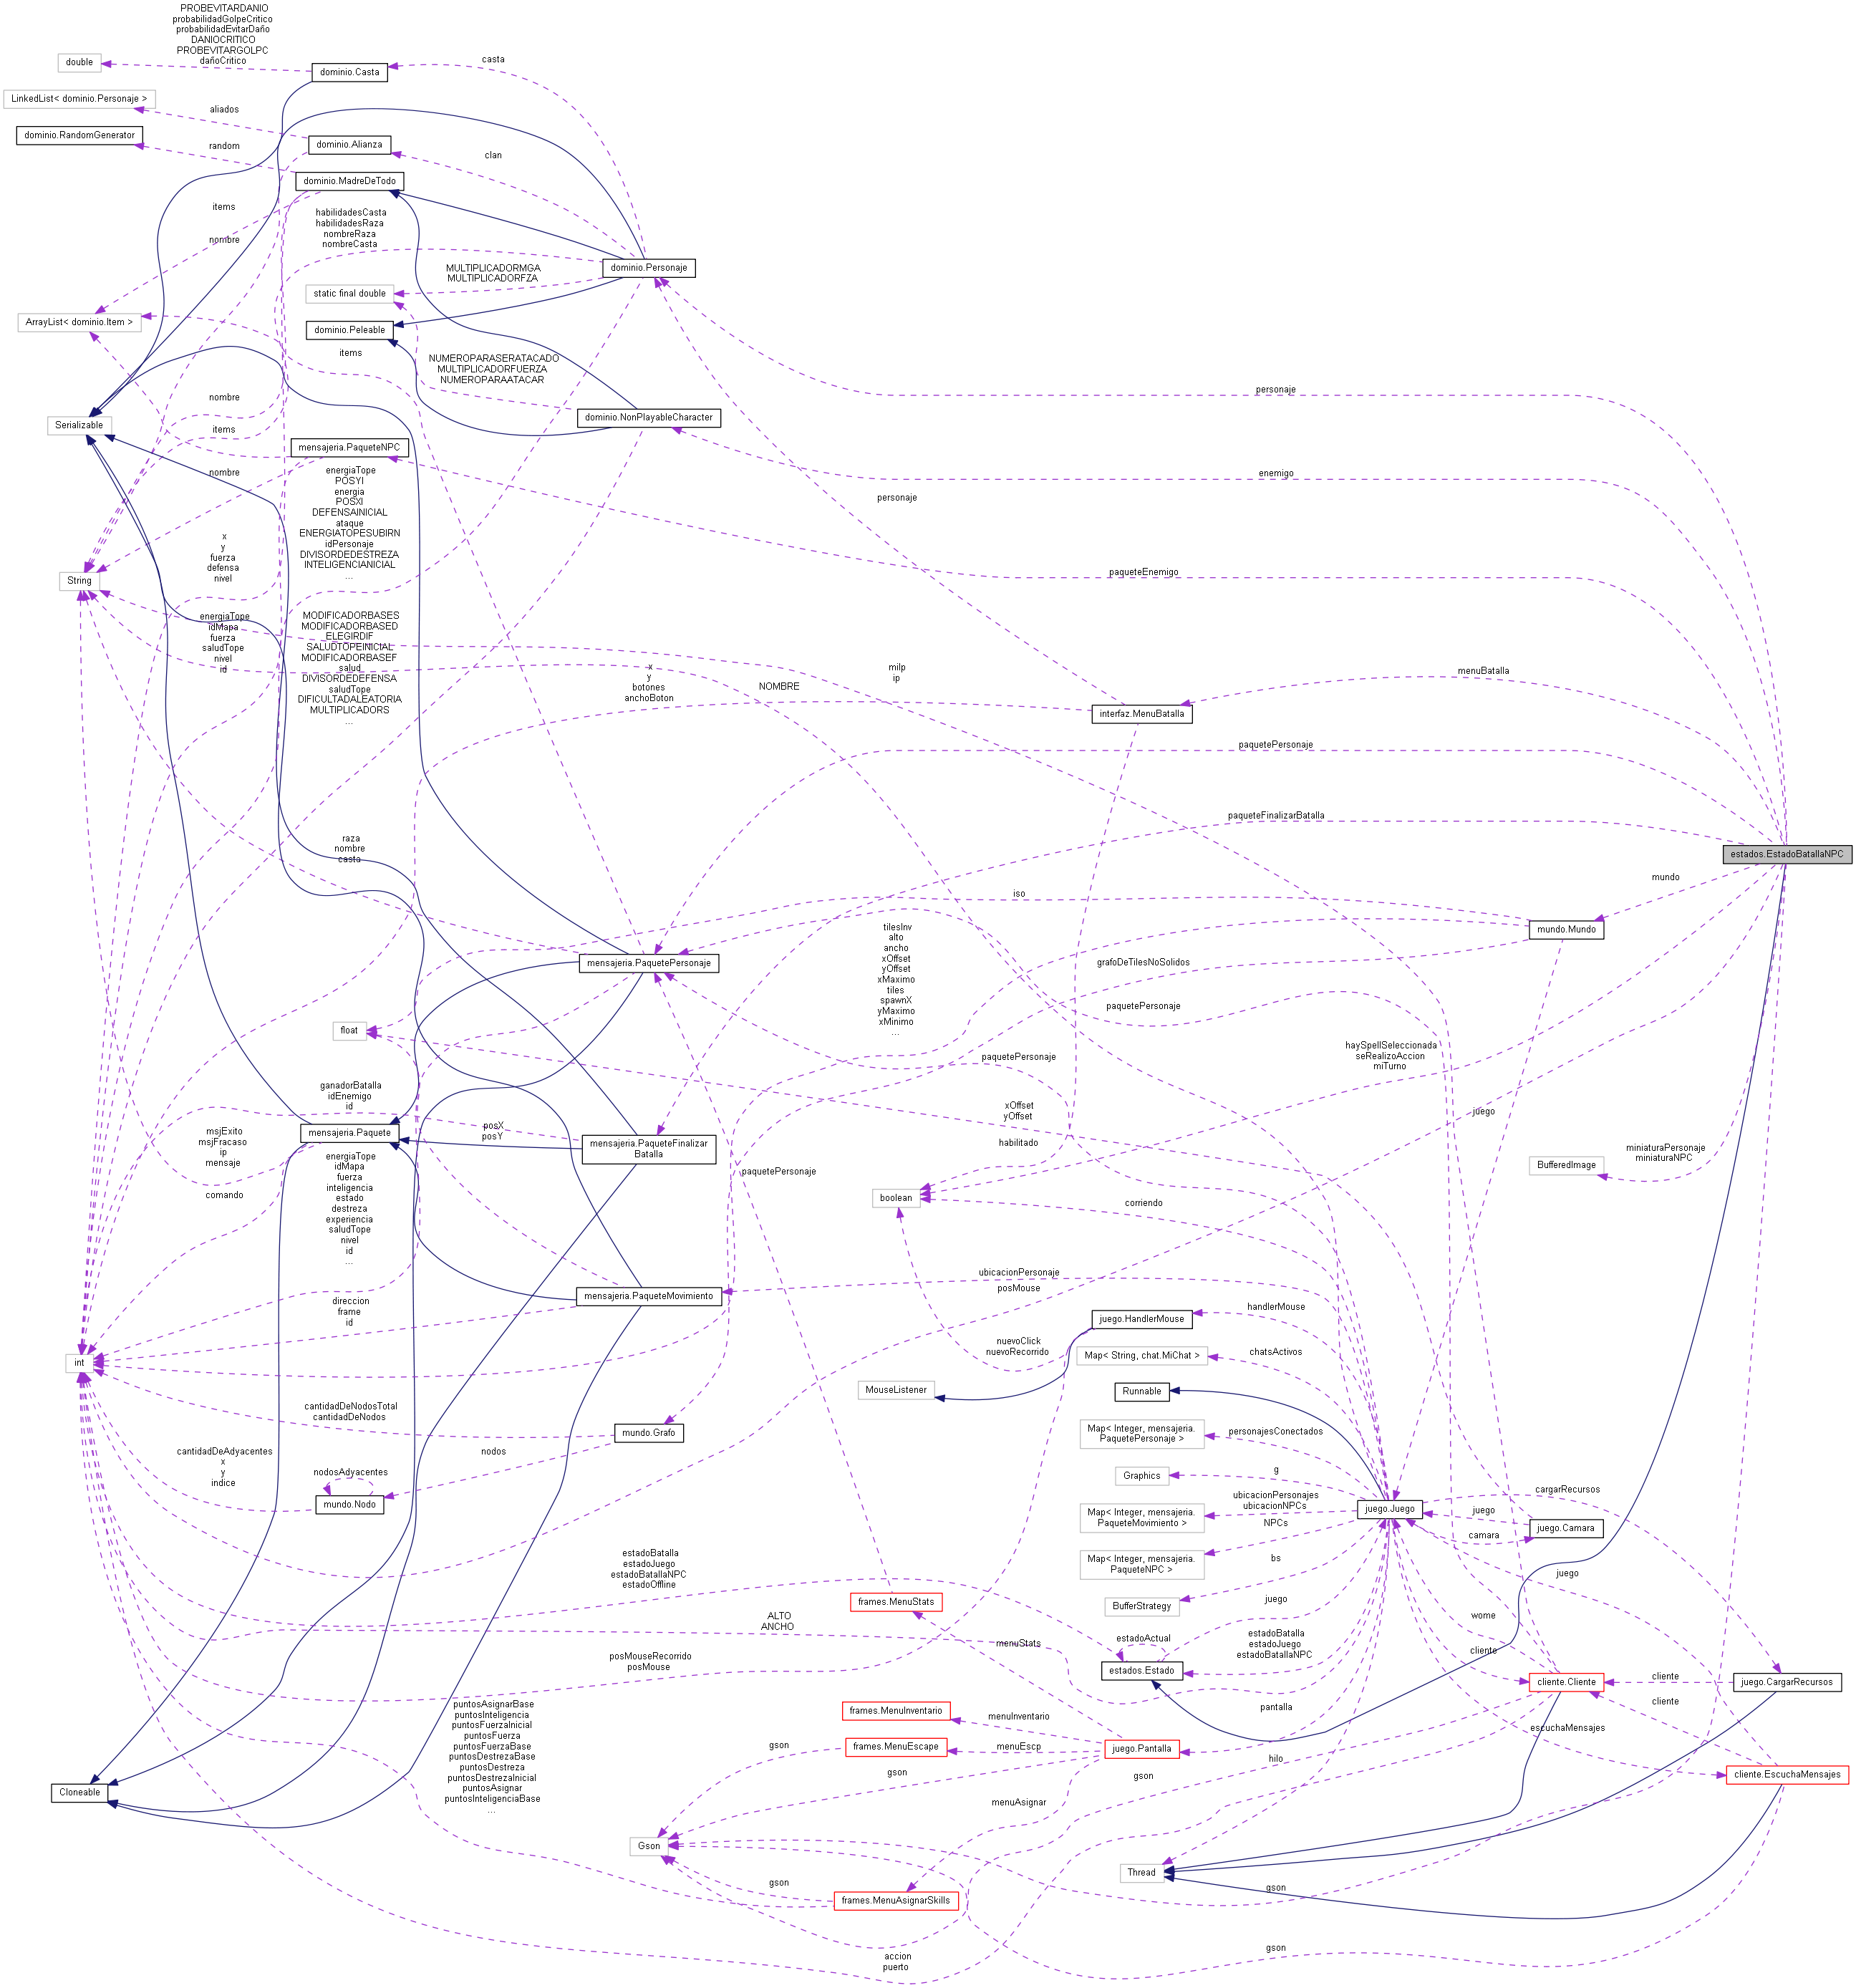 PROBEVITARDANIO
probabilidadGolpeCritico
probabilidadEvitarDaño
DANIOCRITICO
PROBEVITARGOLPC
dañoCritico
double
dominio.Casta
casta
LinkedList< dominio.Personaje >
aliados
dominio.RandomGenerator
random
dominio.Alianza
clan
dominio.MadreDeTodo
items
nombre
habilidadesCasta
habilidadesRaza
nombreRaza
nombreCasta
dominio.Personaje
MULTIPLICADORMGA
MULTIPLICADORFZA
static final double
ArrayList< dominio.Item >
dominio.Peleable
items
NUMEROPARASERATACADO
MULTIPLICADORFUERZA
NUMEROPARAATACAR
personaje
nombre
dominio.NonPlayableCharacter
Serializable
items
mensajeria.PaqueteNPC
nombre
enemigo
personaje
energiaTope
POSYI
energia
POSXI
DEFENSAINICIAL
ataque
ENERGIATOPESUBIRN
idPersonaje
DIVISORDEDESTREZA
INTELIGENCIANICIAL
...
x
y
fuerza
defensa
nivel
String
paqueteEnemigo
energiaTope
idMapa
fuerza
saludTope
nivel
id
MODIFICADORBASES
MODIFICADORBASED
ELEGIRDIF
SALUDTOPEINICIAL
MODIFICADORBASEF
salud
DIVISORDEDEFENSA
saludTope
DIFICULTADALEATORIA
MULTIPLICADORS
...
x
y
botones
anchoBoton
NOMBRE
milp
ip
menuBatalla
interfaz.MenuBatalla
paquetePersonaje
paqueteFinalizarBatalla
raza
nombre
casta
estados.EstadoBatallaNPC
iso
mundo
mundo.Mundo
tilesInv
alto
ancho
xOffset
yOffset
xMaximo
tiles
spawnX
yMaximo
xMinimo
...
grafoDeTilesNoSolidos
mensajeria.PaquetePersonaje
paquetePersonaje
float
haySpellSeleccionada
seRealizoAccion
miTurno
paquetePersonaje
ganadorBatalla
idEnemigo
id
xOffset
yOffset
juego
mensajeria.Paquete
posX
posY
mensajeria.PaqueteFinalizar
Batalla
habilitado
msjExito
msjFracaso
ip
mensaje
miniaturaPersonaje
miniaturaNPC
BufferedImage
energiaTope
idMapa
fuerza
inteligencia
estado
destreza
experiencia
saludTope
nivel
id
...
paquetePersonaje
comando
boolean
corriendo
ubicacionPersonaje
posMouse
mensajeria.PaqueteMovimiento
direccion
frame
id
juego.HandlerMouse
handlerMouse
nuevoClick
nuevoRecorrido
Map< String, chat.MiChat >
chatsActivos
int
MouseListener
Runnable
cantidadDeNodosTotal
cantidadDeNodos
mundo.Grafo
Map< Integer, mensajeria.
PaquetePersonaje >
personajesConectados
cantidadDeAdyacentes
x
y
indice
nodos
nodosAdyacentes
mundo.Nodo
Graphics
g
cargarRecursos
ubicacionPersonajes
ubicacionNPCs
Map< Integer, mensajeria.
PaqueteMovimiento >
juego.Juego
juego
camara
juego.Camara
NPCs
Map< Integer, mensajeria.
PaqueteNPC >
bs
estadoBatalla
estadoJuego
estadoBatallaNPC
estadoOffline
juego
BufferStrategy
juego
frames.MenuStats
ALTO
ANCHO
wome
estadoBatalla
estadoJuego
estadoBatallaNPC
estadoActual
menuStats
cliente
posMouseRecorrido
posMouse
estados.Estado
cliente.Cliente
cliente
juego.CargarRecursos
cliente
puntosAsignarBase
puntosInteligencia
puntosFuerzaInicial
puntosFuerza
puntosFuerzaBase
puntosDestrezaBase
puntosDestreza
puntosDestrezaInicial
puntosAsignar
puntosInteligenciaBase
...
pantalla
frames.MenuInventario
menuInventario
escuchaMensajes
gson
frames.MenuEscape
menuEscp
juego.Pantalla
hilo
gson
gson
cliente.EscuchaMensajes
Cloneable
menuAsignar
Gson
Thread
gson
frames.MenuAsignarSkills
gson
accion
puerto
gson